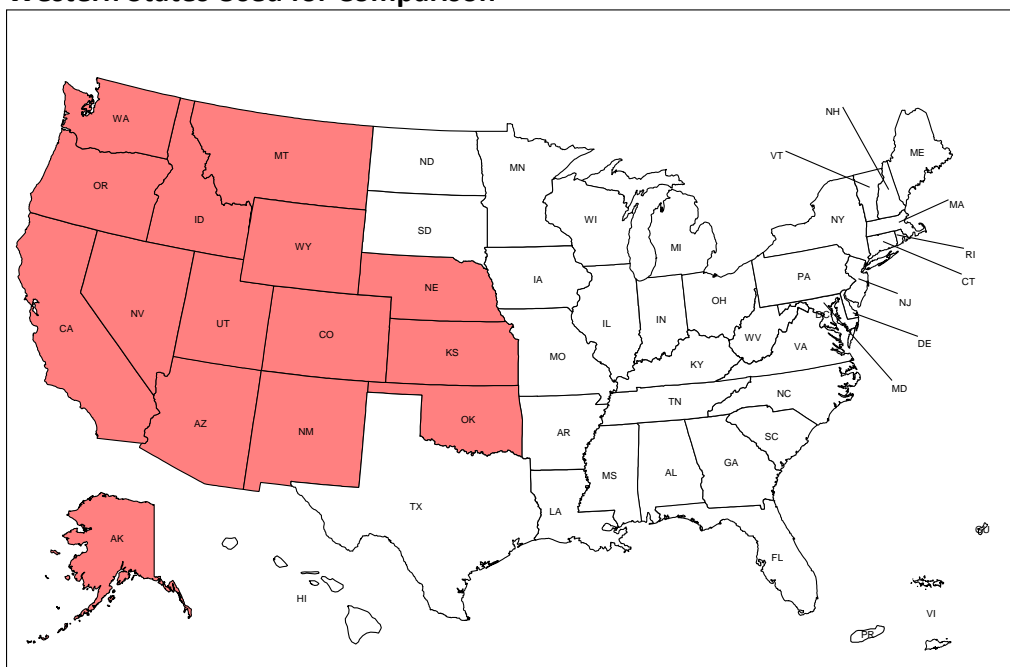 Western States Used for Comparison
WA
MT
ND
MN
NH
VT
ME
OR
ID
WY
SD
WI
MI
NY
MA
RI
CT
NE
IA
PA
NJ
CA
NV
UT
CO
KS
IL
IN
OH
DC
DE
MO
WV
VA
MD
KY
AZ
NM
OK
TN
NC
AR
SC
MS
AL
GA
TX
LA
GU
AK
FL
HI
VI
PR